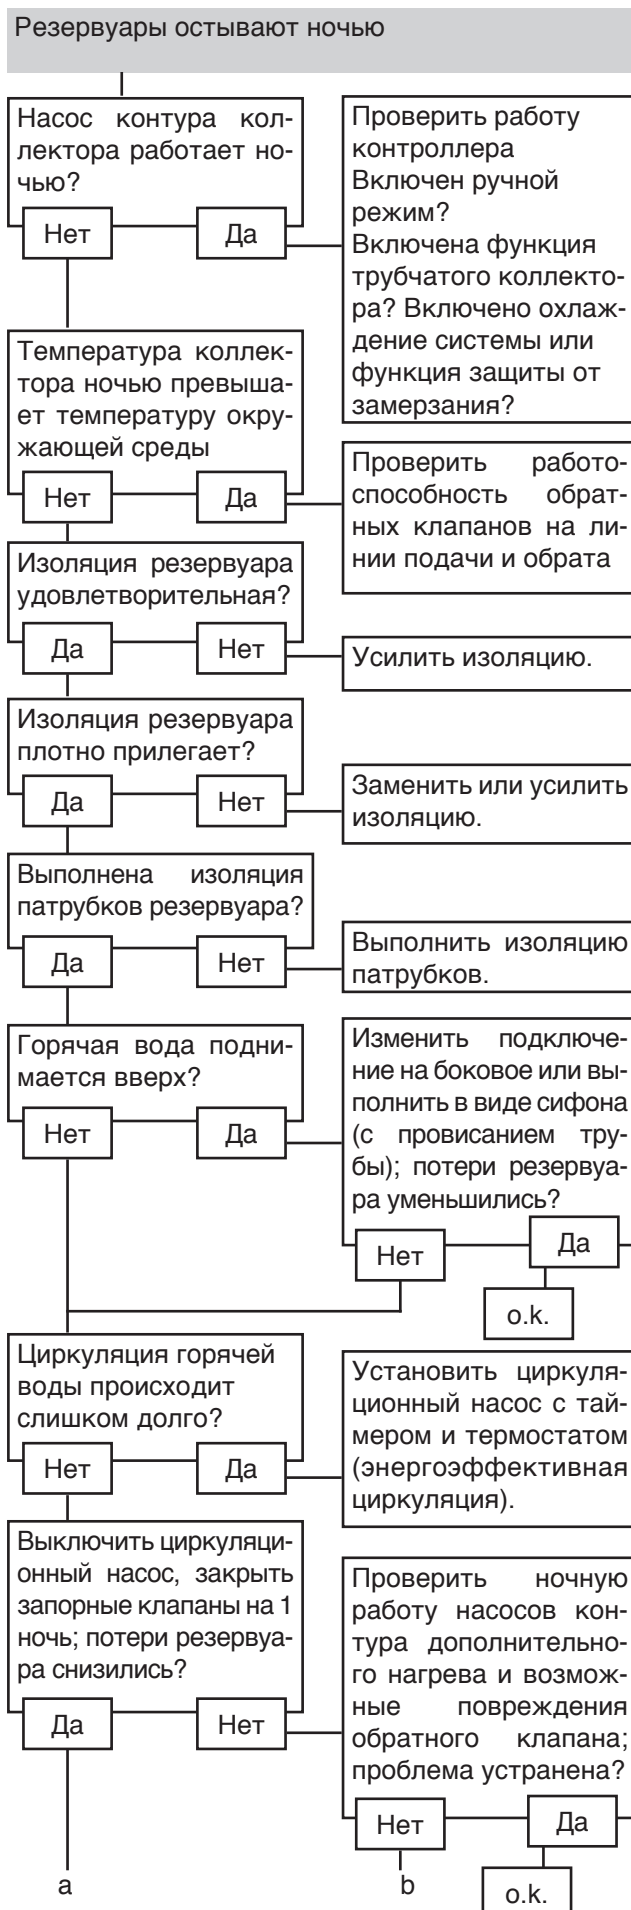 Резервуары остывают ночью
Насос контура кол-
лектора работает но-
чью?
Нет
Да
Проверить работу
контроллера
Включен ручной
режим?
Включена функция
трубчатого коллекто-
ра? Включено охлаж-
дение системы или
функция защиты от
замерзания?
Температура коллек-
тора ночью превыша-
ет температуру окру-
жающей среды
Нет
Да
Проверить работо-
способность обрат-
ных клапанов на ли-
нии подачи и обрата
Изоляция резервуара
удовлетворительная?
Да
Нет
Усилить изоляцию.
Изоляция резервуара
плотно прилегает?
Да
Нет
Заменить или усилить
изоляцию.
Выполнена изоляция
патрубков резервуара?
Да
Нет
Выполнить изоляцию
патрубков.
Горячая вода подни-
мается вверх?
Нет
Да
Изменить подключе-
ние на боковое или вы-
полнить в виде сифона
(с провисанием тру-
бы); потери резервуа-
ра уменьшились?
Нет
Да
o.k.
Циркуляция горячей
воды происходит
слишком долго?
Нет
Да
Установить циркуля-
ционный насос с тай-
мером и термостатом
(энергоэффективная
циркуляция).
Выключить циркуляци-
онный насос, закрыть
запорные клапаны на 1
ночь; потери резервуа-
ра снизились?
Да
Нет
Проверить ночную
работу насосов кон-
тура дополнительно-
го нагрева и возмож-
ные повреждения
обратного клапана;
проблема устранена?
Нет
Да
a
b
o.k.